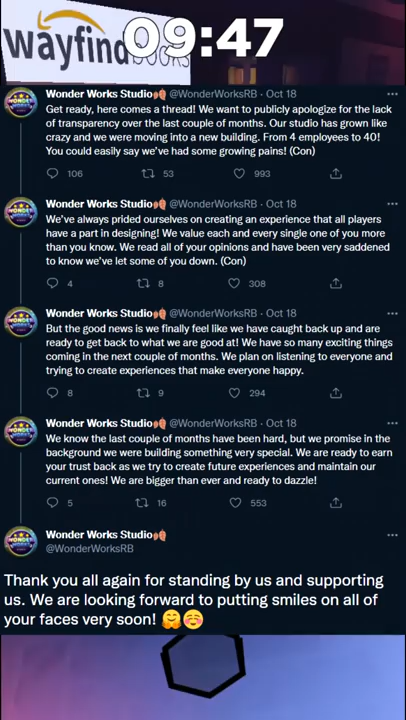 wayfind
books
09:47
Wonder Works Studio🍂 @WonderWorksRB · Oct 18
Get ready, here comes a thread! We want to publicly apologize for the lack
of transparency over the last couple of months. Our studio has grown like
crazy and we were moving into a new building. From 4 employees to 40!
You could easily say we've had some growing pains! (Con)
106 53 993
Wonder Works Studio🍂 @WonderWorksRB · Oct 18
We've always prided ourselves on creating an experience that all players
have a part in designing! We value each and every single one of you more
than you know. We read all of your opinions and have been very saddened
to know we've let some of you down. (Con)
4 8 308
Wonder Works Studio🍂 @WonderWorksRB · Oct 18
But the good news is we finally feel like we have caught back up and are
ready to get back to what we are good at! We have so many exciting things
coming in the next couple of months. We plan on listening to everyone and
trying to create experiences that make everyone happy.
8 9 294
Wonder Works Studio🍂 @WonderWorksRB · Oct 18
We know the last couple of months have been hard, but we promise in the
background we were building something very special. We are ready to earn
your trust back as we try to create future experiences and maintain our
current ones! We are bigger than ever and ready to dazzle!
5 16 553
Wonder Works Studio🍂
@WonderWorksRB
Thank you all again for standing by us and supporting
us. We are looking forward to putting smiles on all of
your faces very soon! 🤗☺️